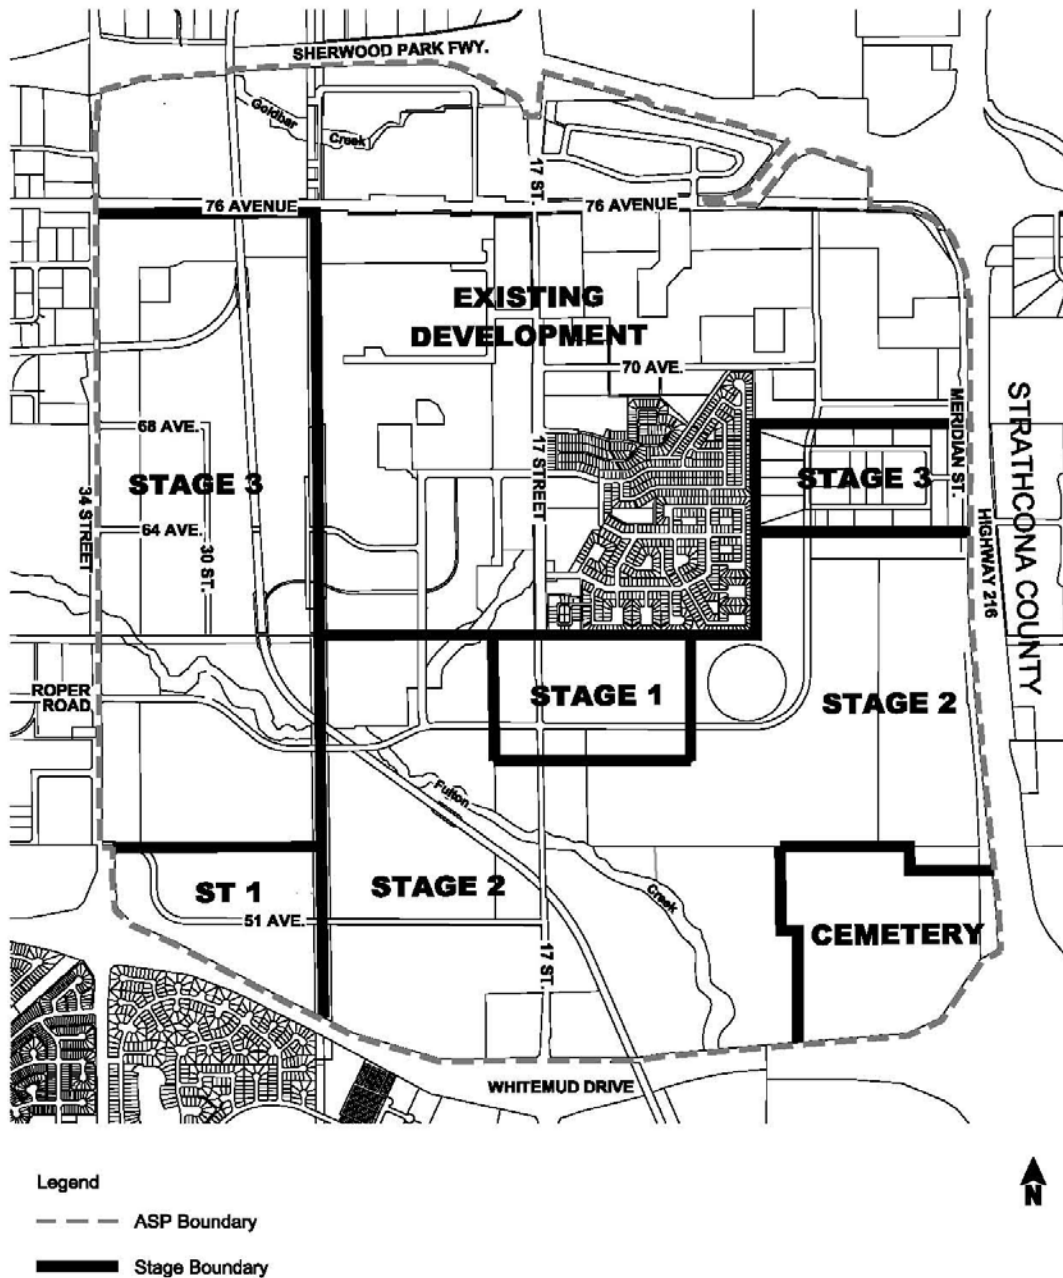 SHERWOOD PARK FWY.
Goldbar
Creek
17 ST.
76 AVENUE
76 AVENUE
EXISTING
DEVELOPMENT
70 AVE.
MERIDIAN ST.
STRATHCONA COUNTY
68 AVE.
17 STREET
STAGE 3
STAGE 3
34 STREET
HIGHWAY 216
64 AVE.
30 ST.
ROPER
ROAD
STAGE 1
STAGE 2
Fulton
ST 1
STAGE 2
Creek
51 AVE.
CEMETERY
17 ST.
WHITEMUD DRIVE
Legend
N
ASP Boundary
Stage Boundary